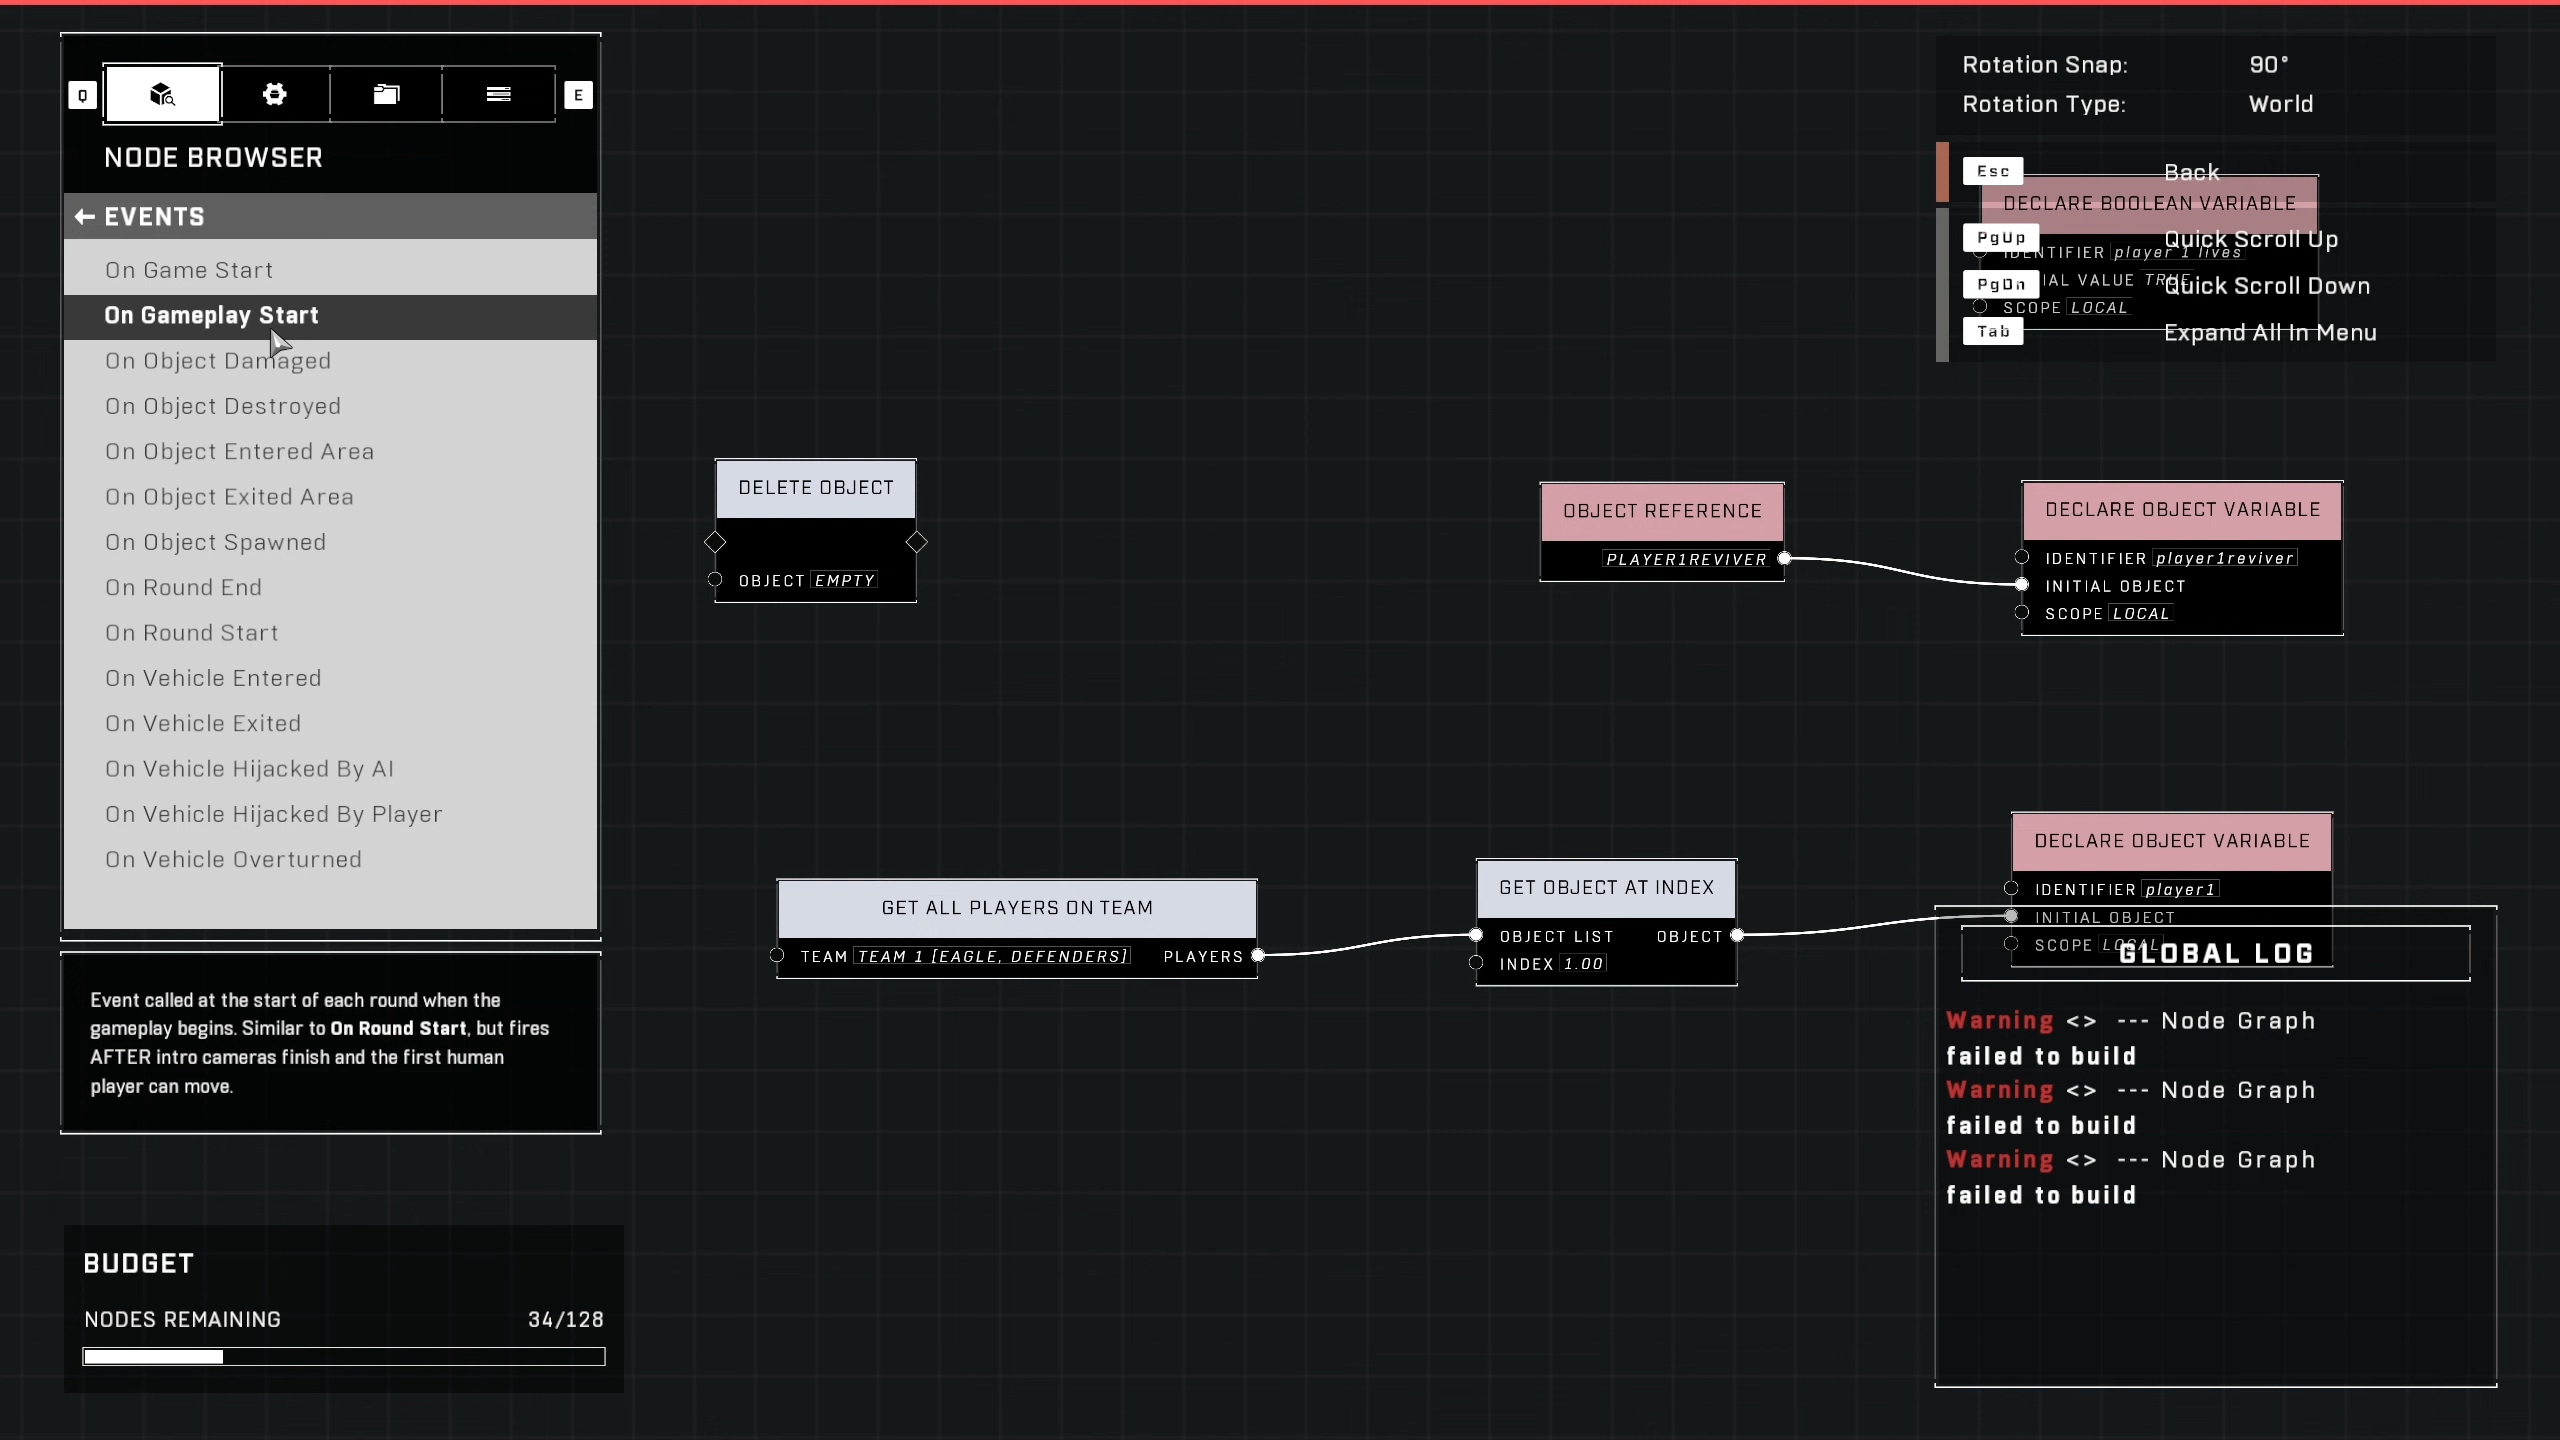 Q
E
NODE BROWSER
EVENTS
On Game Start
On Gameplay Start
On Object Damaged
On Object Destroyed
On Object Entered Area
On Object Exited Area
On Object Spawned
On Round End
On Round Start
On Vehicle Entered
On Vehicle Exited
On Vehicle Hijacked By AI
On Vehicle Hijacked By Player
On Vehicle Overturned
Event called at the start of each round when the
gameplay begins. Similar to On Round Start, but fires
AFTER intro cameras finish and the first human
player can move.
BUDGET
NODES REMAINING 34/128
DELETE OBJECT
OBJECT EMPTY
OBJECT REFERENCE
PLAYER1REVIVER
DECLARE OBJECT VARIABLE
IDENTIFIER player1reviver
INITIAL OBJECT
SCOPE LOCAL
GET ALL PLAYERS ON TEAM
TEAM TEAM 1 [EAGLE, DEFENDERS] PLAYERS
GET OBJECT AT INDEX
OBJECT LIST OBJECT
INDEX 1.00
DECLARE OBJECT VARIABLE
IDENTIFIER player1
INITIAL OBJECT
SCOPE LOCAL
Rotation Snap: 90°
Rotation Type: World
Esc Back
DECLARE BOOLEAN VARIABLE
PgUp Quick Scroll Up
IDENTIFIER player 1 lives
PgDn Quick Scroll Down
IAL VALUE TRUE
SCOPE LOCAL
Tab Expand All In Menu
GLOBAL LOG
Warning <> --- Node Graph
failed to build
Warning <> --- Node Graph
failed to build
Warning <> --- Node Graph
failed to build